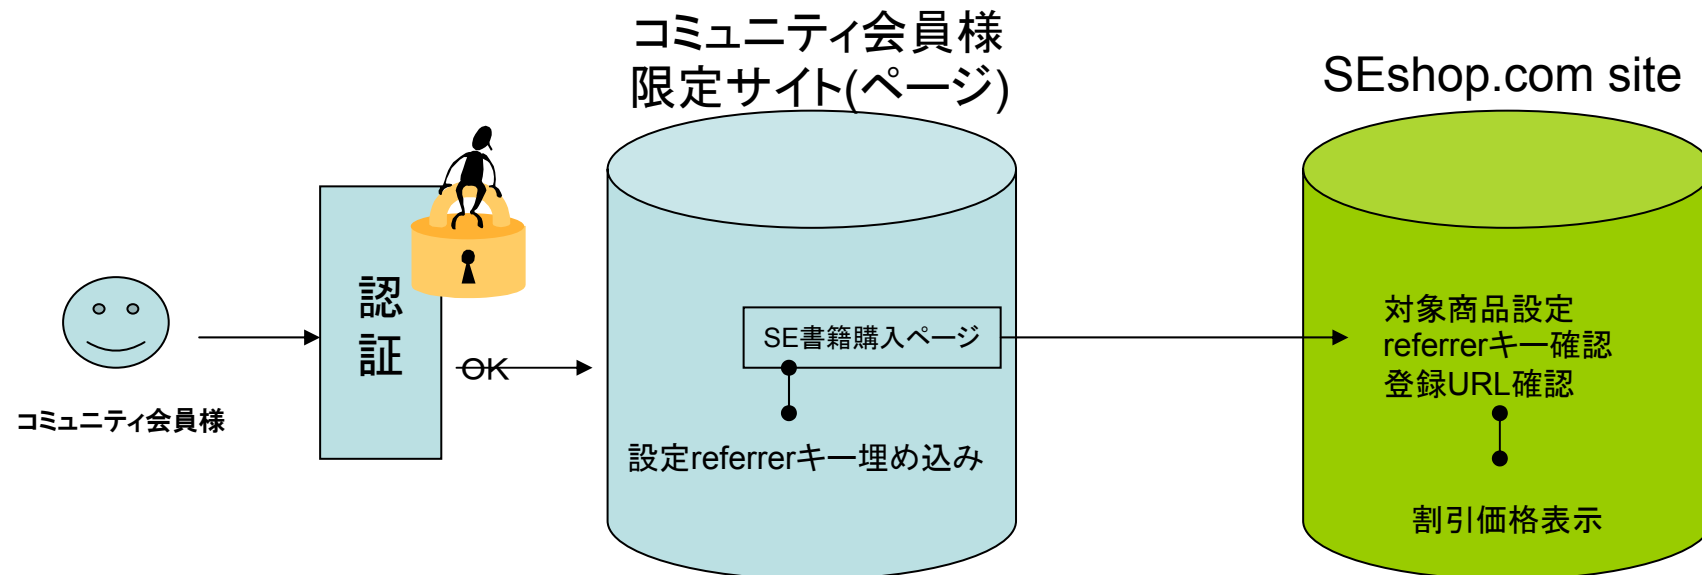 コミュニティ会員様
限定サイト(ページ)
SEshop.com site
認
証
OK
コミュニティ会員様
SE書籍購入ページ
設定referrerキー埋め込み
対象商品設定
referrerキー確認
登録URL確認
割引価格表示